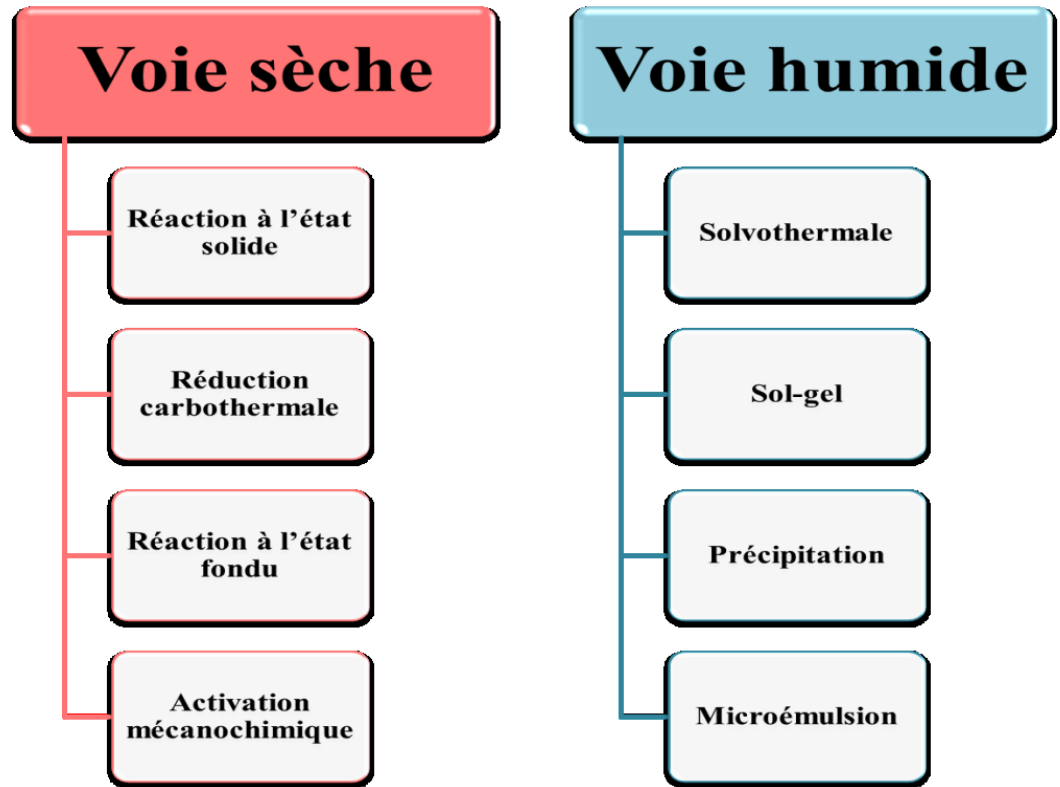 Voie sèche
Réaction à l’état
solide
Réduction
carbothermale
Réaction à l’état
fondu
Activation
mécanochimique
Voie humide
Solvothermale
Sol-gel
Précipitation
Microémulsion